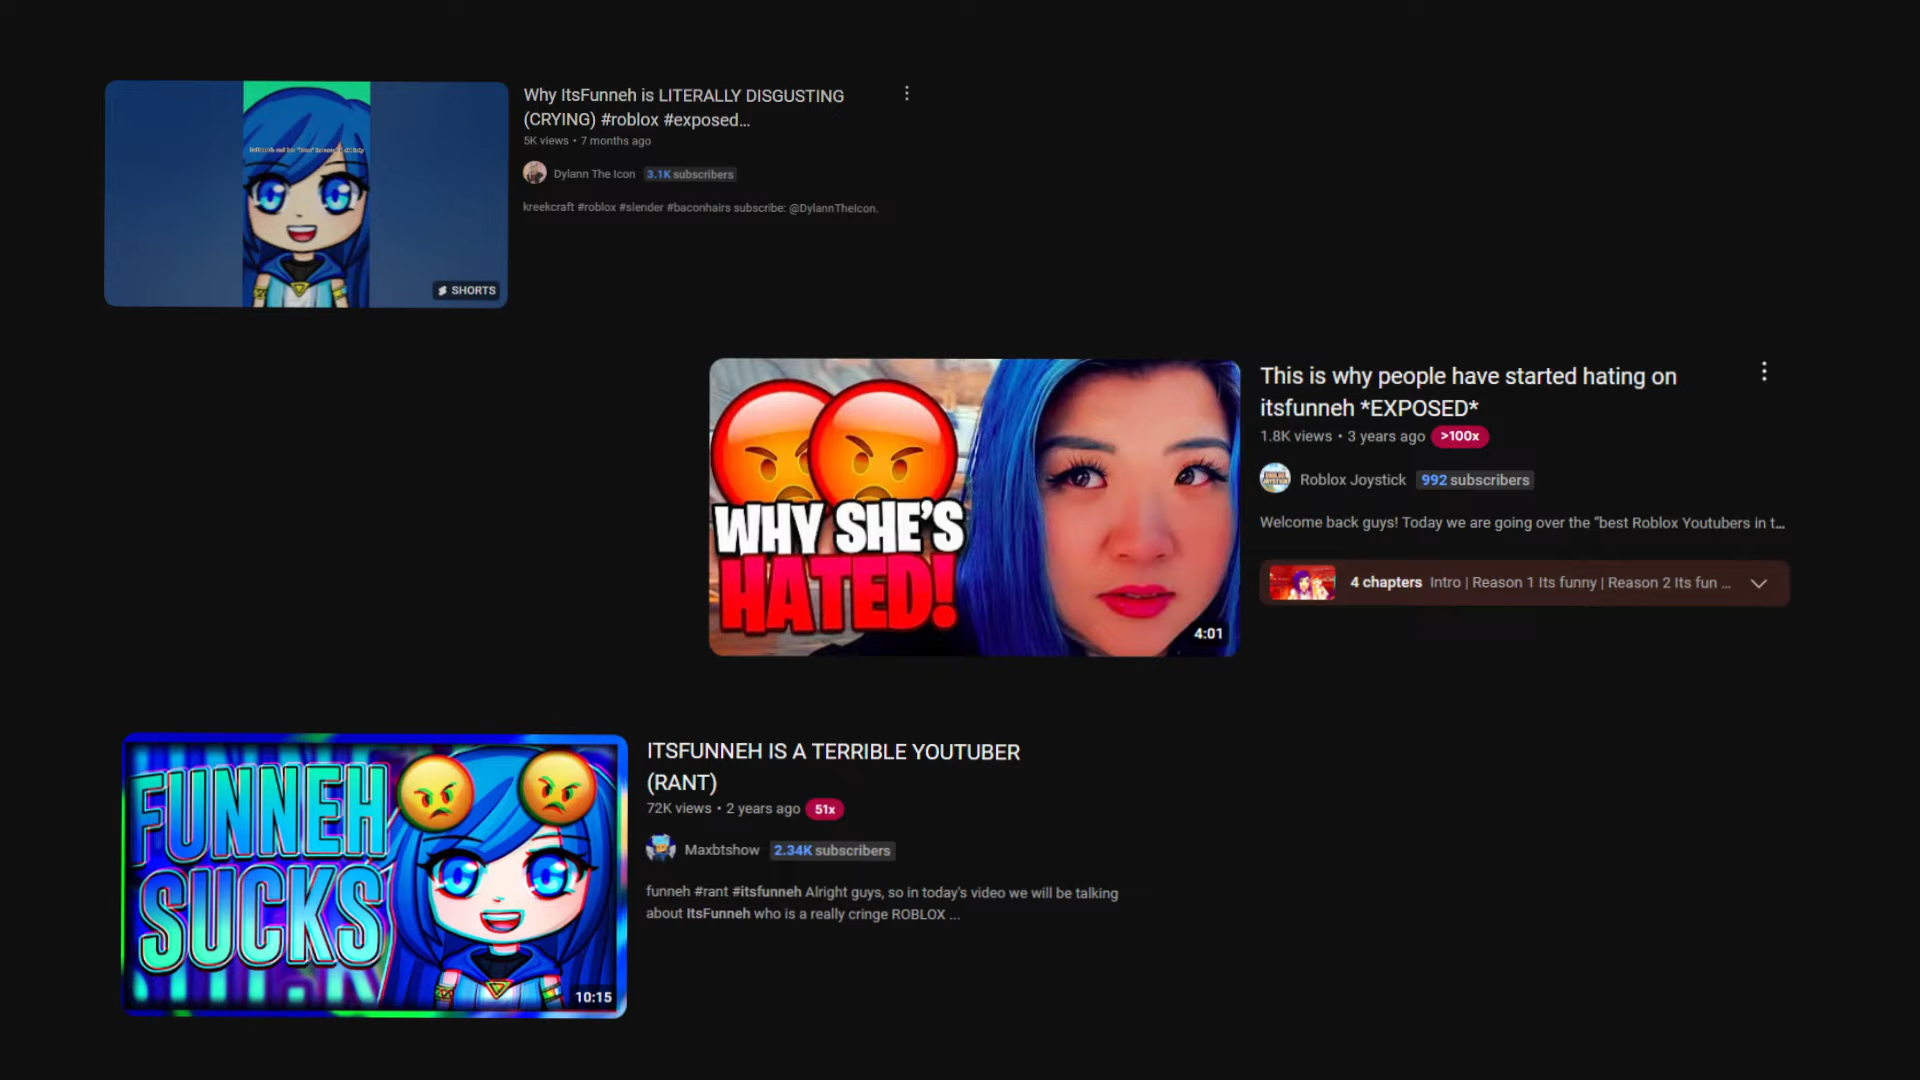 Why ItsFunneh is LITERALLY DISGUSTING
(CRYING) #roblox #exposed...
5K views • 7 months ago
Dylann The Icon 3.1K subscribers
kreekcraft #roblox #slender #baconhairs subscribe: @DylannTheIcon.
SHORTS
WHY SHE'S
HATED!
4:01
This is why people have started hating on
itsfunneh *EXPOSED*
1.8K views • 3 years ago >100x
Roblox Joystick 992 subscribers
Welcome back guys! Today we are going over the "best Roblox Youtubers in t...
4 chapters Intro | Reason 1 Its funny | Reason 2 Its fun ...
FUNNEH
SUCKS
10:15
ITSFUNNEH IS A TERRIBLE YOUTUBER
(RANT)
72K views • 2 years ago 51x
Maxbtshow 2.34K subscribers
funneh #rant #itsfunneh Alright guys, so in today's video we will be talking
about ItsFunneh who is a really cringe ROBLOX ...